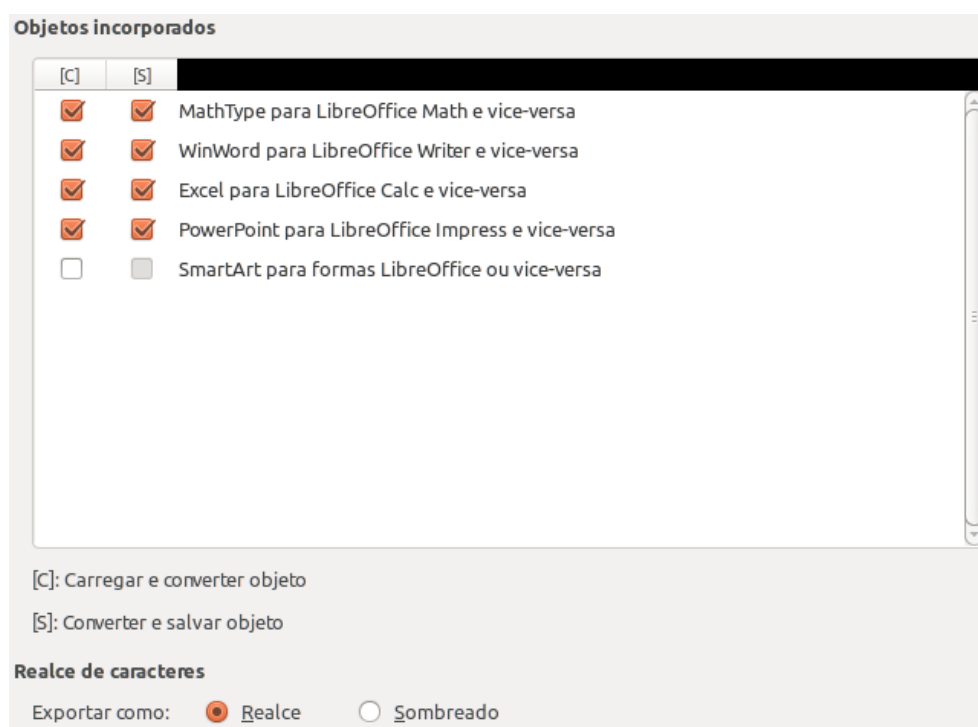 Objetos incorporados
[C] [S]
MathType para LibreOffice Math e vice-versa
WinWord para LibreOffice Writer e vice-versa
Excel para LibreOffice Calc e vice-versa
PowerPoint para LibreOffice Impress e vice-versa
SmartArt para formas LibreOffice ou vice-versa
[C]: Carregar e converter objeto
[S]: Converter e salvar objeto
Realce de caracteres
Exportar como: Realce Sombreado